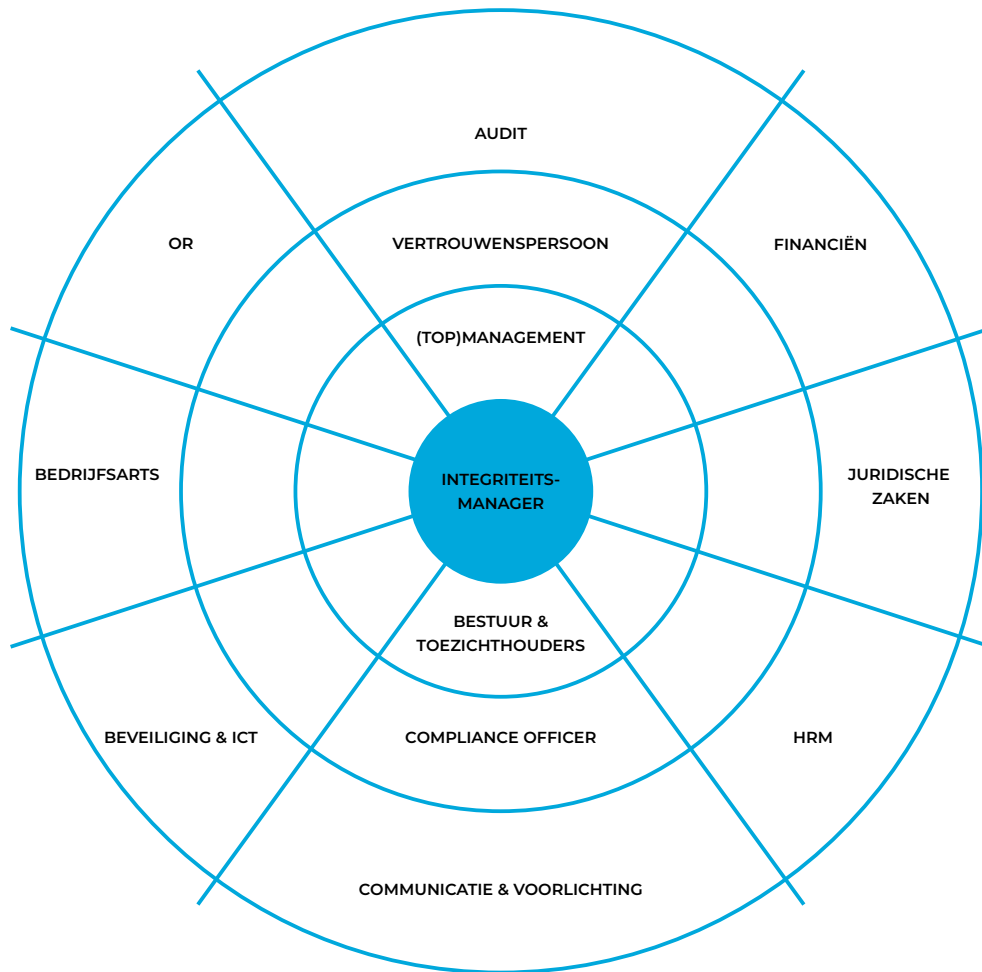 AUDIT
OR
VERTROUWENSPERSOON
FINANCIËN
(TOP)MANAGEMENT
BEDRIJFSARTS
INTEGRITEITS-
MANAGER
JURIDISCHE
ZAKEN
BESTUUR &
TOEZICHTHOUDERS
BEVEILIGING & ICT
COMPLIANCE OFFICER
HRM
COMMUNICATIE & VOORLICHTING